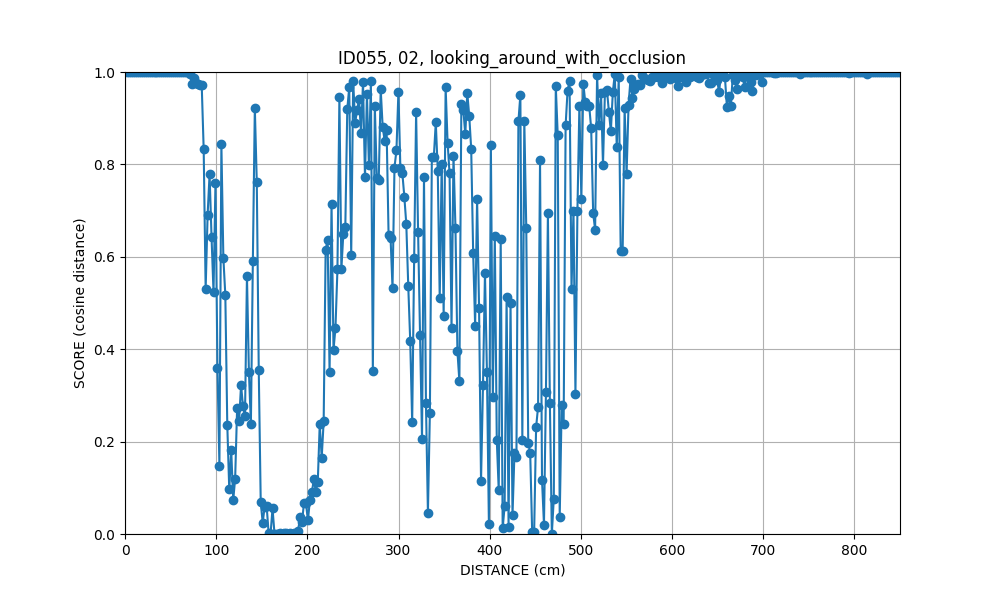 ID055, 02, looking_around_with_occlusion
1.0
0.8
0.6
0.4
0.2
0.0
SCORE (cosine distance)
0 100 200 300 400 500 600 700 800
DISTANCE (cm)